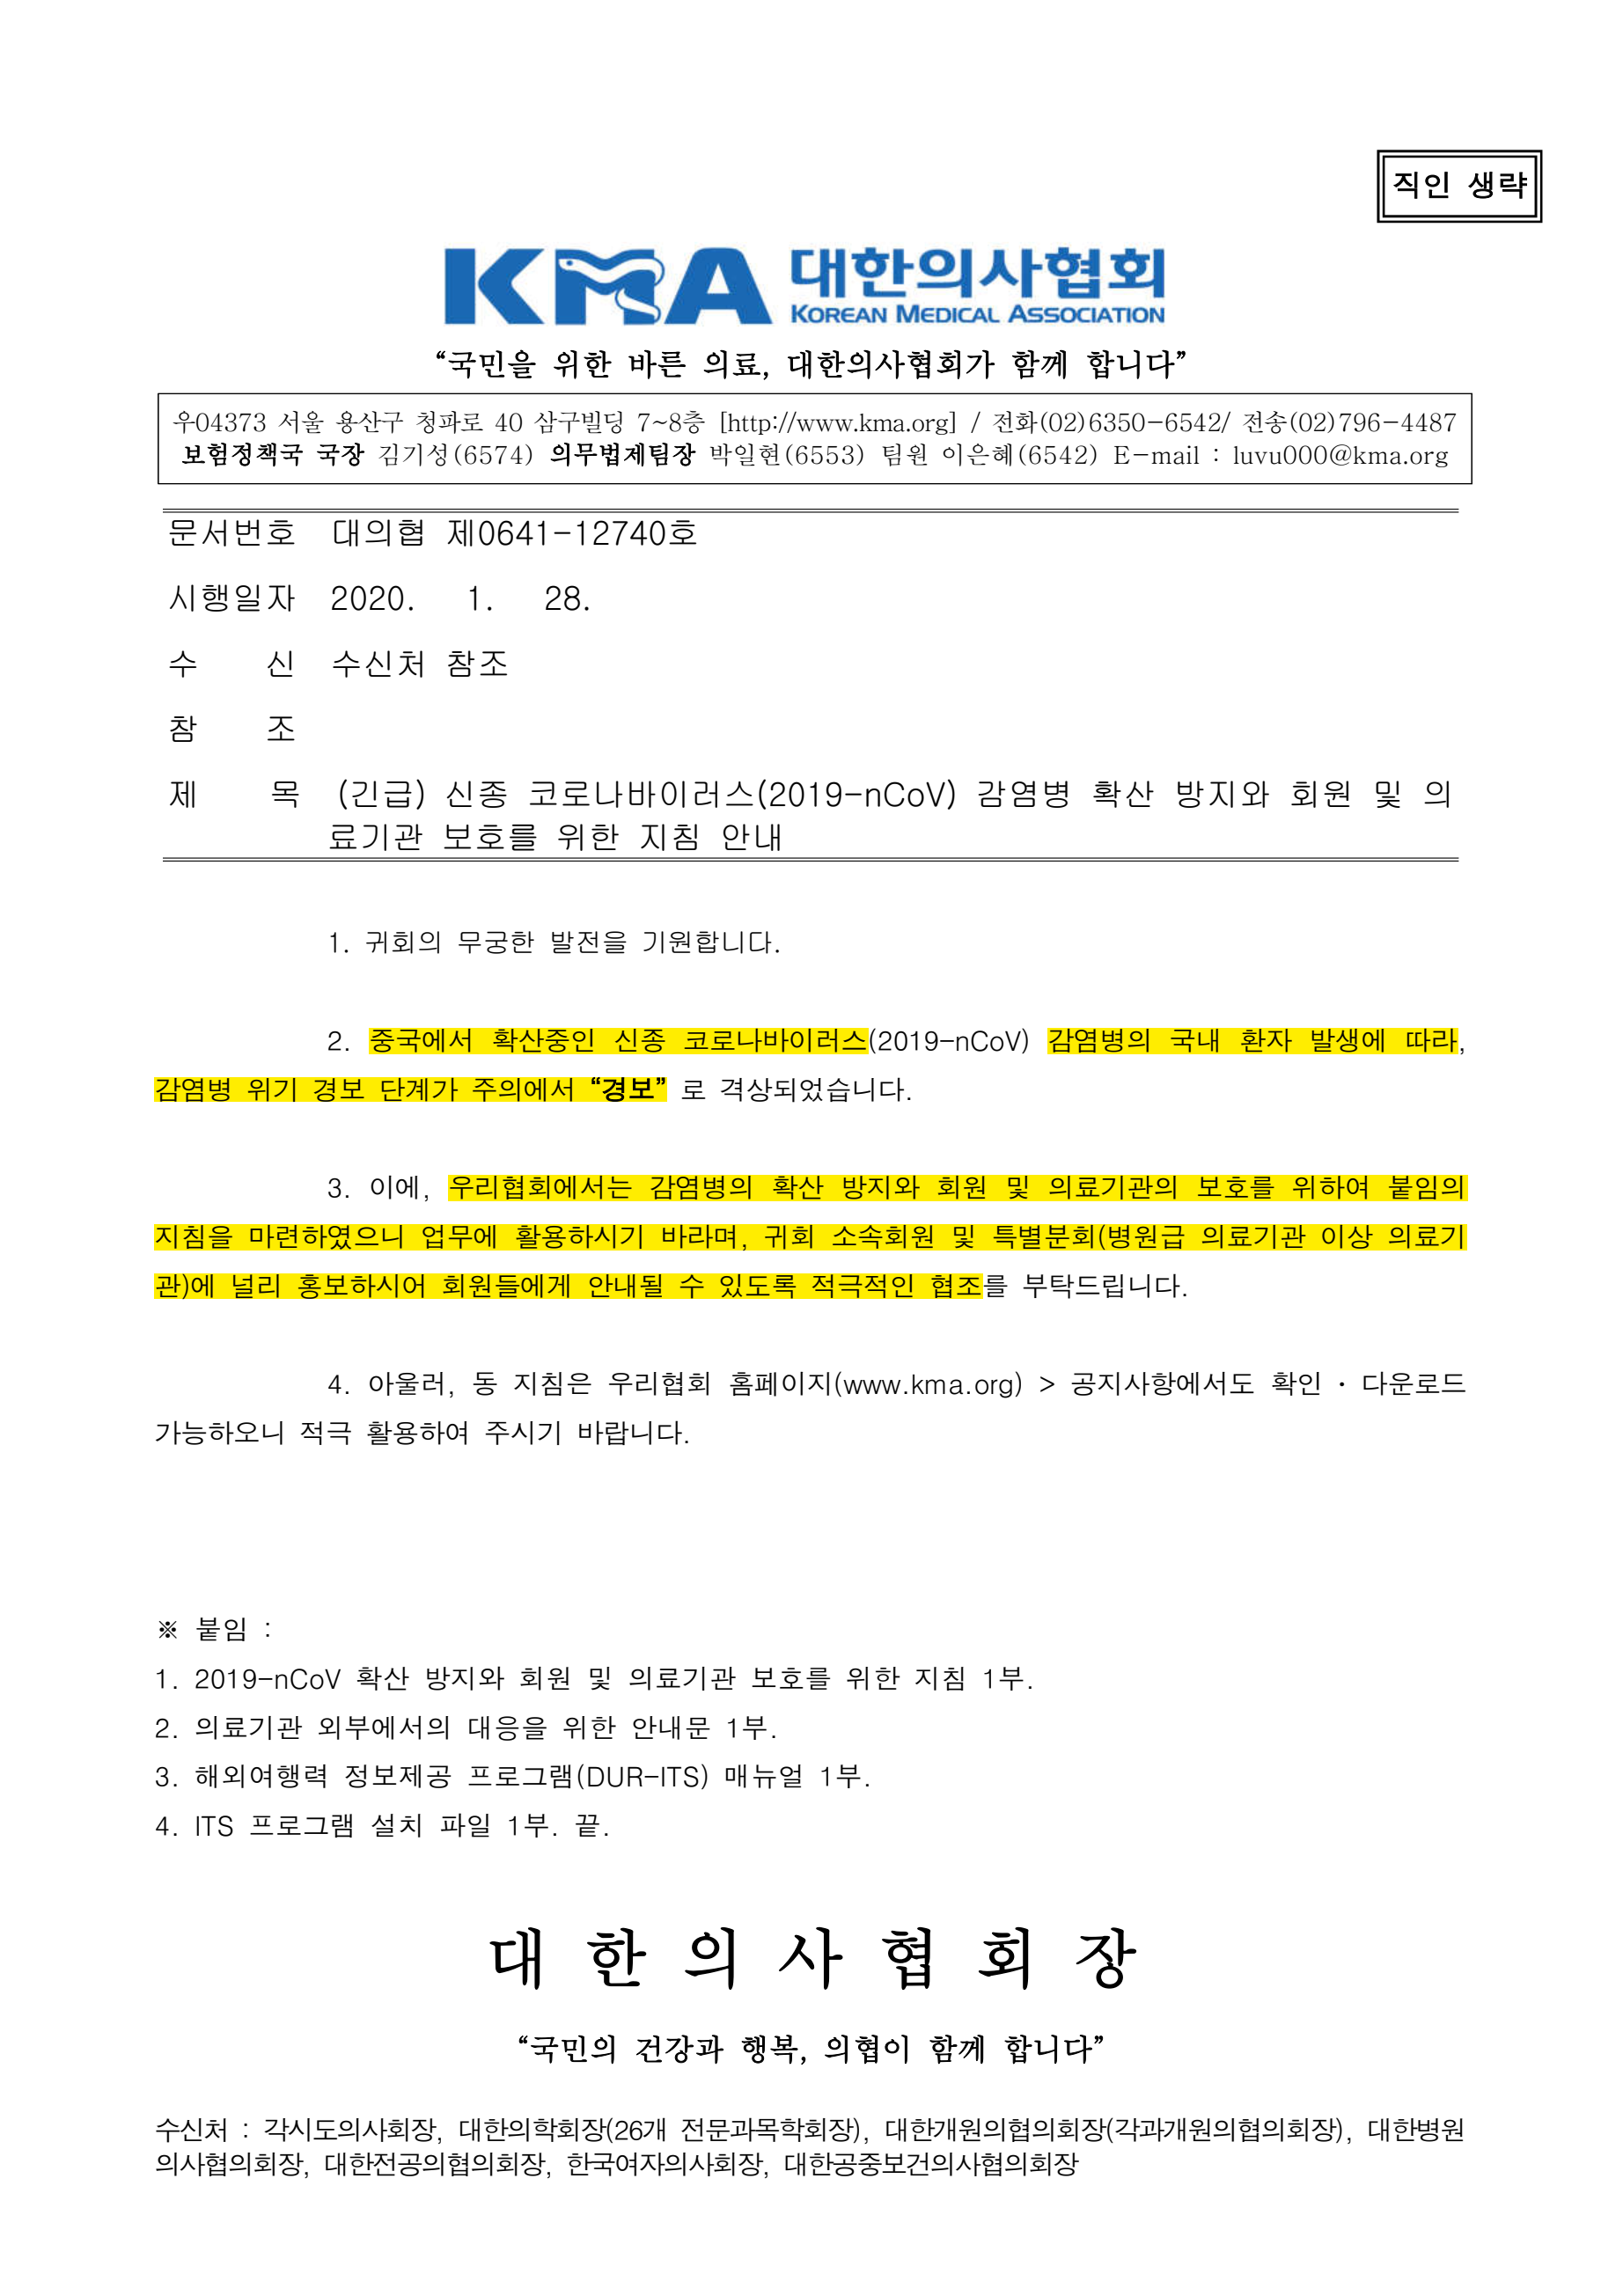 직인 생략
KMA 대한의사협회
KOREAN MEDICAL ASSOCIATION
“국민을 위한 바른 의료, 대한의사협회가 함께 합니다”
우04373 서울 용산구 청파로 40 삼구빌딩 7~8층 [http://www.kma.org] / 전화(02)6350-6542/ 전송(02)796-4487
보험정책국 국장 김기성(6574) 의무법제팀장 박일현(6553) 팀원 이은혜(6542) E-mail : luvu000@kma.org
문서번호 대의협 제0641-12740호
시행일자 2020. 1. 28.
수 신 수신처 참조
참 조
제 목 (긴급) 신종 코로나바이러스(2019-nCoV) 감염병 확산 방지와 회원 및 의
료기관 보호를 위한 지침 안내
1. 귀회의 무궁한 발전을 기원합니다.
2. 중국에서 확산중인 신종 코로나바이러스(2019-nCoV) 감염병의 국내 환자 발생에 따라,
감염병 위기 경보 단계가 주의에서 “경보” 로 격상되었습니다.
3. 이에, 우리협회에서는 감염병의 확산 방지와 회원 및 의료기관의 보호를 위하여 붙임의
지침을 마련하였으니 업무에 활용하시기 바라며, 귀회 소속회원 및 특별분회(병원급 의료기관 이상 의료기
관)에 널리 홍보하시어 회원들에게 안내될 수 있도록 적극적인 협조를 부탁드립니다.
4. 아울러, 동 지침은 우리협회 홈페이지(www.kma.org) > 공지사항에서도 확인·다운로드
가능하오니 적극 활용하여 주시기 바랍니다.
※ 붙임 :
1. 2019-nCoV 확산 방지와 회원 및 의료기관 보호를 위한 지침 1부.
2. 의료기관 외부에서의 대응을 위한 안내문 1부.
3. 해외여행력 정보제공 프로그램(DUR-ITS) 매뉴얼 1부.
4. ITS 프로그램 설치 파일 1부. 끝.
대 한 의 사 협 회 장
“국민의 건강과 행복, 의협이 함께 합니다”
수신처 : 각시도의사회장, 대한의학회장(26개 전문과목학회장), 대한개원의협의회장(각과개원의협의회장), 대한병원
의사협의회장, 대한전공의협의회장, 한국여자의사회장, 대한공중보건의사협의회장